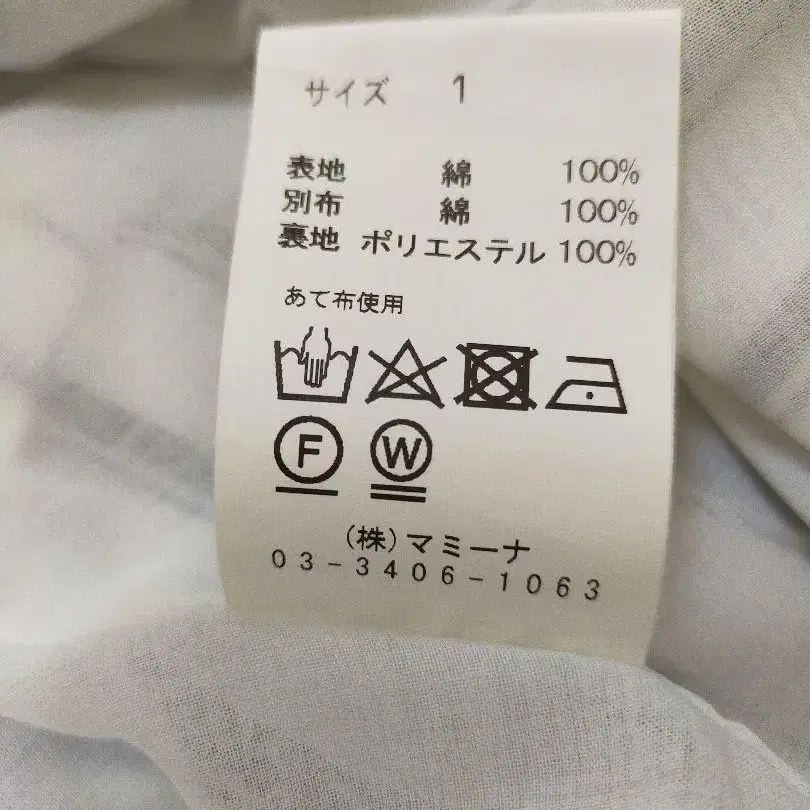 サイズ 1
表地 綿 100%
別布 綿 100%
裏地 ポリエステル 100%
あて布使用
F W
(株)マミーナ
03-3406-1063